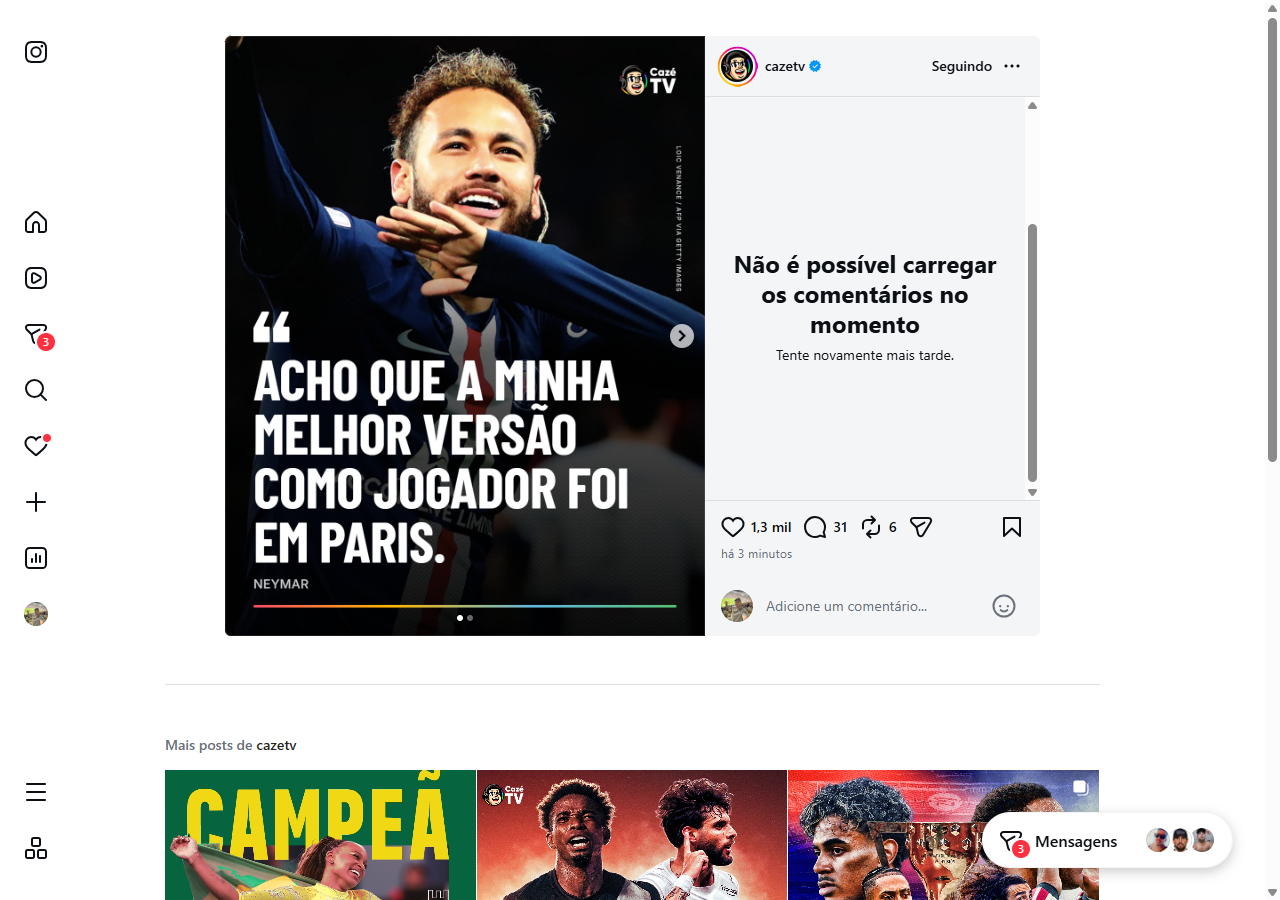 Cazé
TV
LOIC VENANCE / AFP VIA GETTY IMAGES
“
ACHO QUE A MINHA
MELHOR VERSÃO
COMO JOGADOR FOI
EM PARIS.
NEYMAR
cazetv
Seguindo
Não é possível carregar
os comentários no
momento
Tente novamente mais tarde.
1,3 mil 31 6
há 3 minutos
Adicione um comentário...
3
Mais posts de cazetv
CAMPEÃ
Cazé
TV
3
Mensagens